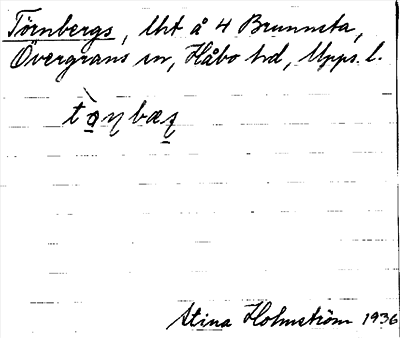 Törnbergs, lht å 4 Brunnsta,
Övergrans sn, Håbo hd, Upps. l.
Stina Holmström 1936